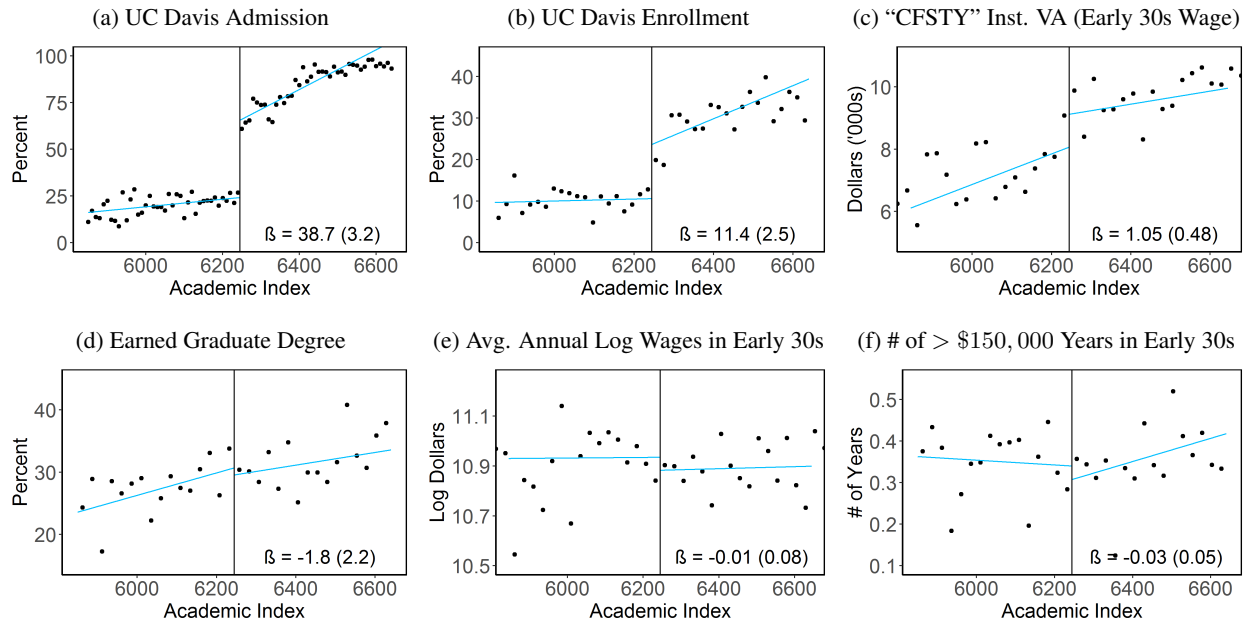 (a) UC Davis Admission
Percent
100
75
50
25
0
ß = 38.7 (3.2)
6000 6200 6400 6600
Academic Index
(b) UC Davis Enrollment
Percent
40
30
20
10
0
ß = 11.4 (2.5)
6000 6200 6400 6600
Academic Index
(c) “CFSTY” Inst. VA (Early 30s Wage)
Dollars ('000s)
10
8
6
ß = 1.05 (0.48)
6000 6200 6400 6600
Academic Index
(d) Earned Graduate Degree
Percent
40
30
20
ß = -1.8 (2.2)
6000 6200 6400 6600
Academic Index
(e) Avg. Annual Log Wages in Early 30s
Log Dollars
11.1
10.9
10.7
10.5
ß = -0.01 (0.08)
6000 6200 6400 6600
Academic Index
(f) # of > $150,000 Years in Early 30s
# of Years
0.5
0.4
0.3
0.2
0.1
ß = -0.03 (0.05)
6000 6200 6400 6600
Academic Index